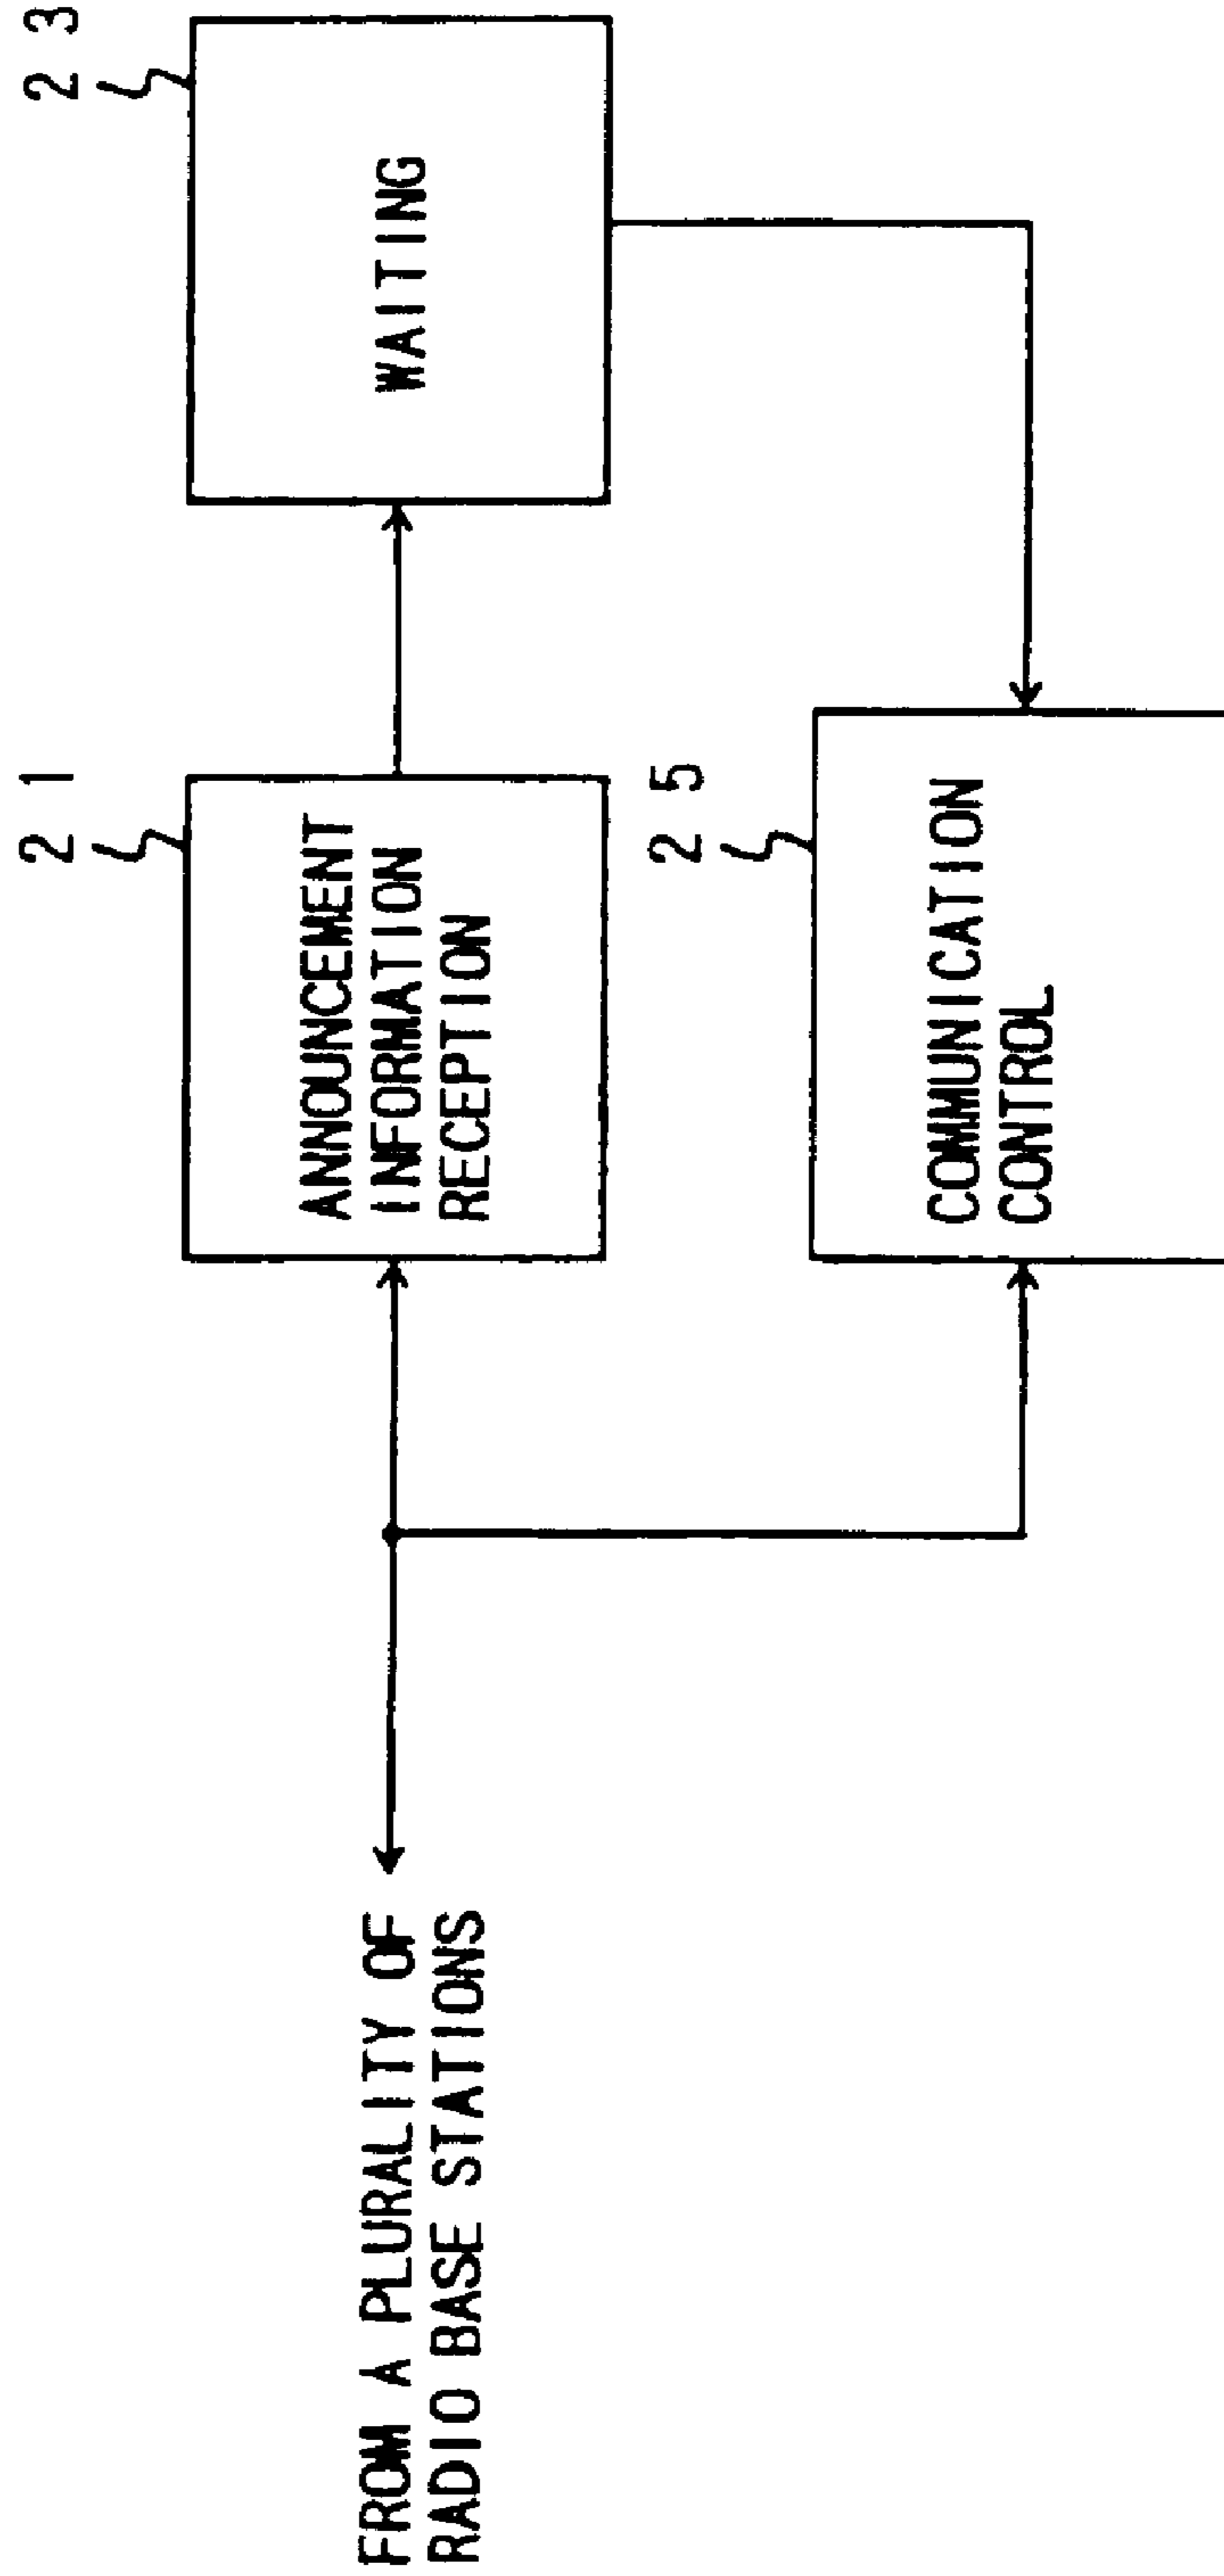 FROM A PLURALITY OF
RADIO BASE STATIONS
21
ANNOUNCEMENT
INFORMATION
RECEPTION
23
WAITING
25
COMMUNICATION
CONTROL